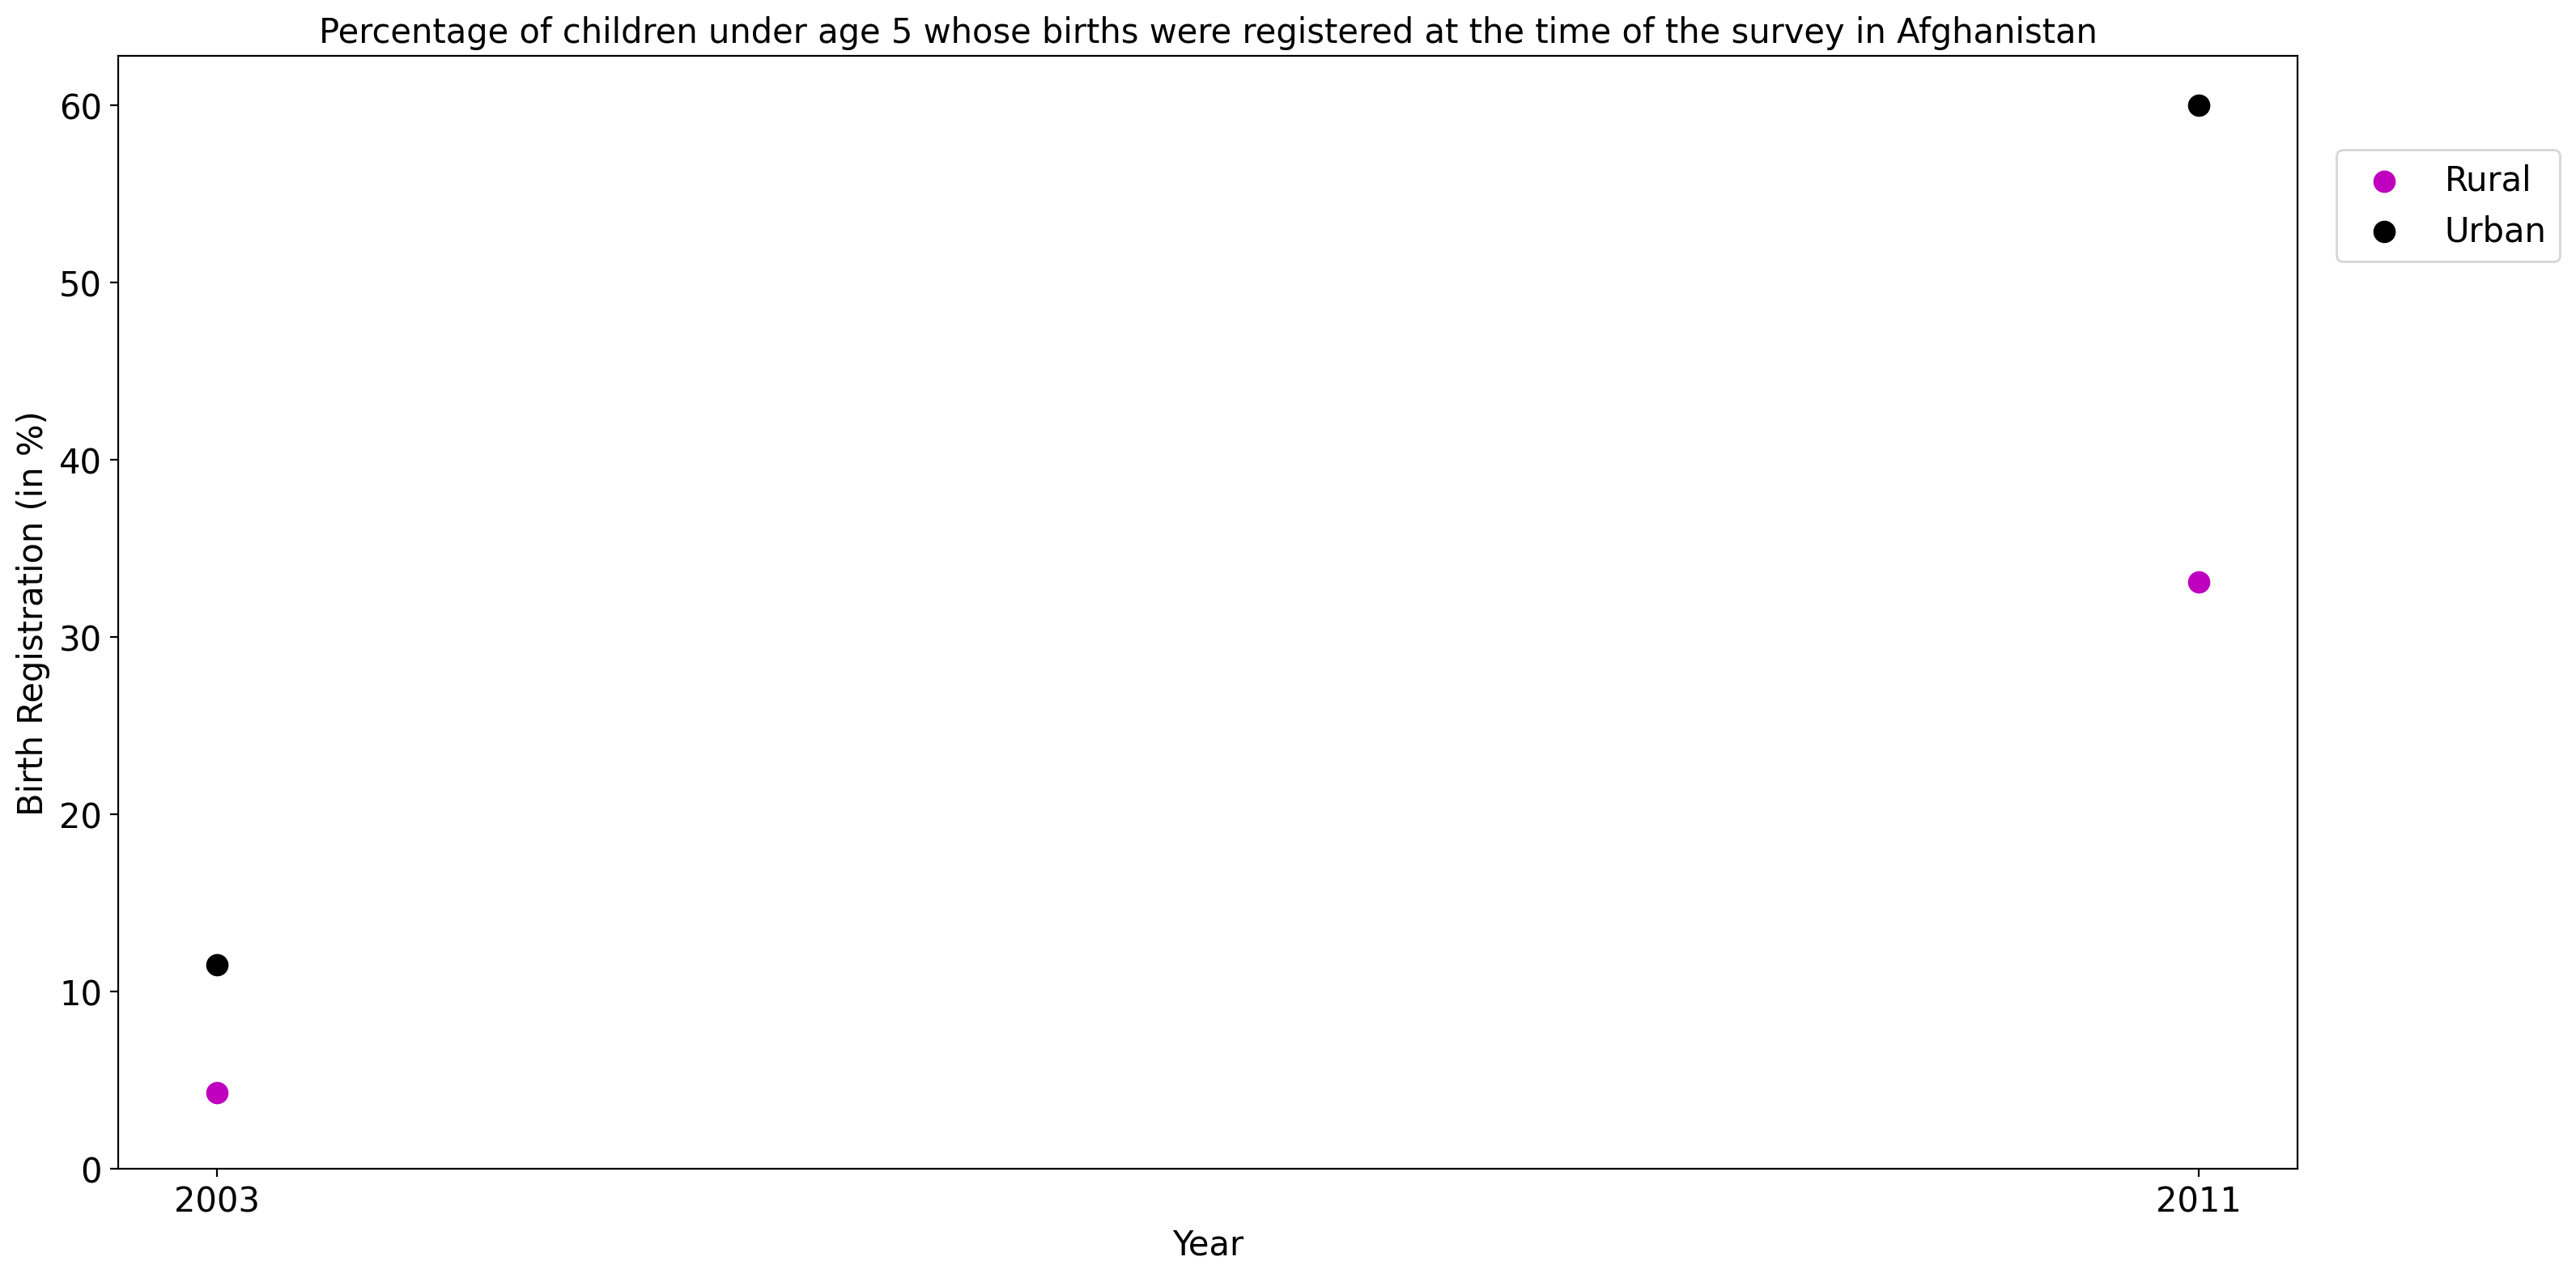 Percentage of children under age 5 whose births were registered at the time of the survey in Afghanistan
60
50
40
30
20
10
0
Birth Registration (in %)
2003
2011
Year
Rural
Urban